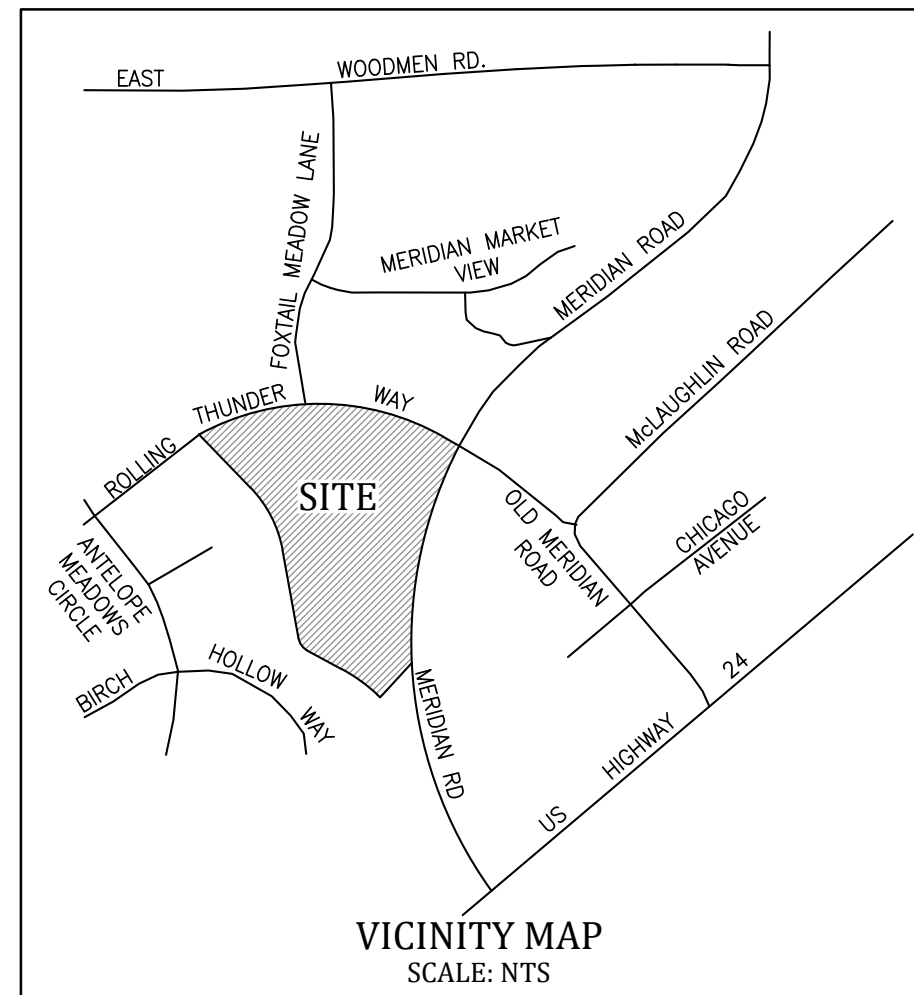 EAST
WOODMEN RD.
FOXTAIL MEADOW LANE
MERIDIAN MARKET
VIEW
MERIDIAN ROAD
McLAUGHLIN ROAD
ROLLING
THUNDER
WAY
SITE
OLD MERIDIAN
ROAD
CHICAGO
AVENUE
ANTELOPE
MEADOWS
CIRCLE
BIRCH
HOLLOW
WAY
MERIDIAN RD
US
HIGHWAY
24
VICINITY MAP
SCALE: NTS